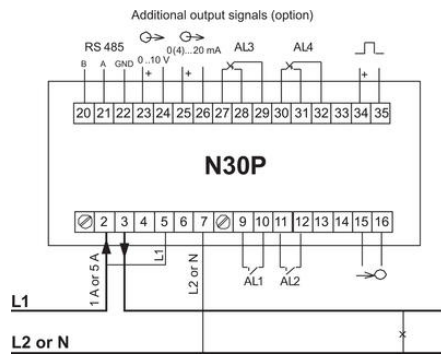 Additional output signals (option)
RS 485
0(4)...20 mA
AL3
AL4
B
A
GND
0..10 V
+
+
+
20 21 22 23 24 25 26 27 28 29 30 31 32 33 34 35
N30P
2 3 4 5 6 7 9 10 11 12 13 14 15 16
1 A or 5 A
L1
L2 or N
AL1
AL2
L1
L2 or N